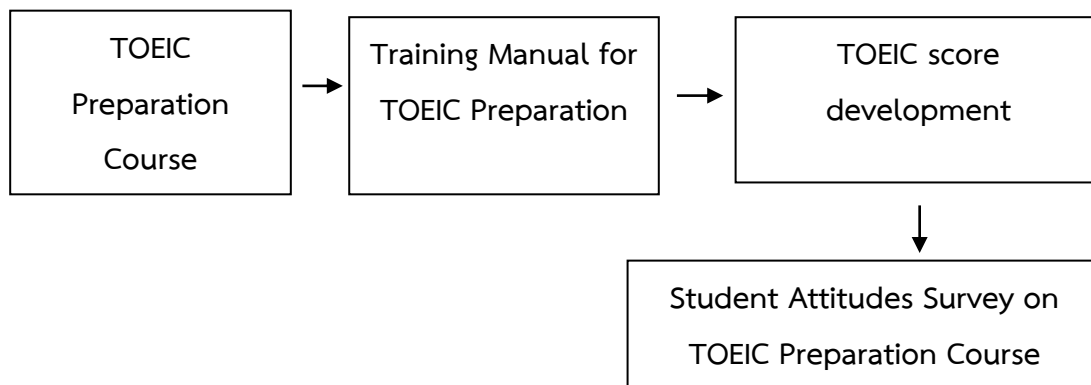 TOEIC
Preparation
Course
Training Manual for
TOEIC Preparation
TOEIC score
development
Student Attitudes Survey on
TOEIC Preparation Course